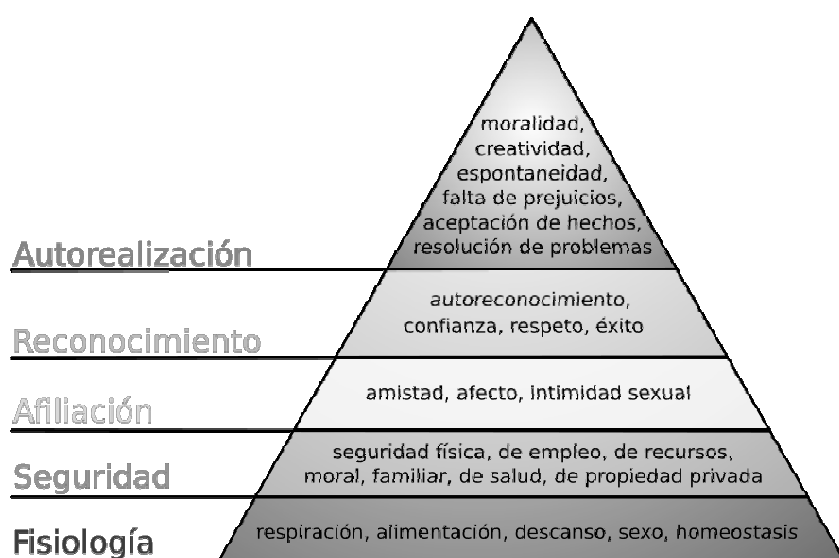 moralidad,
creatividad,
espontaneidad,
falta de prejuicios,
aceptación de hechos,
resolución de problemas
Autorealización
autoreconocimiento,
confianza, respeto, éxito
Reconocimiento
amistad, afecto, intimidad sexual
Afiliación
seguridad física, de empleo, de recursos,
moral, familiar, de salud, de propiedad privada
Seguridad
respiración, alimentación, descanso, sexo, homeostasis
Fisiología